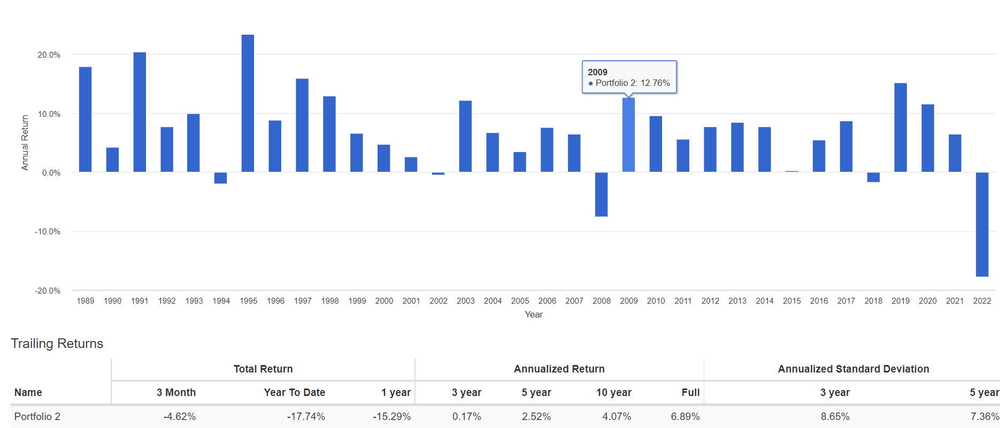 20.0%
2009
● Portfolio 2: 12.76%
10.0%
Annual Return
0.0%
-10.0%
-20.0%
1989 1990 1991 1992 1993 1994 1995 1996 1997 1998 1999 2000 2001 2002 2003 2004 2005 2006 2007 2008 2009 2010 2011 2012 2013 2014 2015 2016 2017 2018 2019 2020 2021 2022
Year
Trailing Returns
Total Return Annualized Return Annualized Standard Deviation
Name 3 Month Year To Date 1 year 3 year 5 year 10 year Full 3 year 5 year
Portfolio 2 -4.62% -17.74% -15.29% 0.17% 2.52% 4.07% 6.89% 8.65% 7.36%